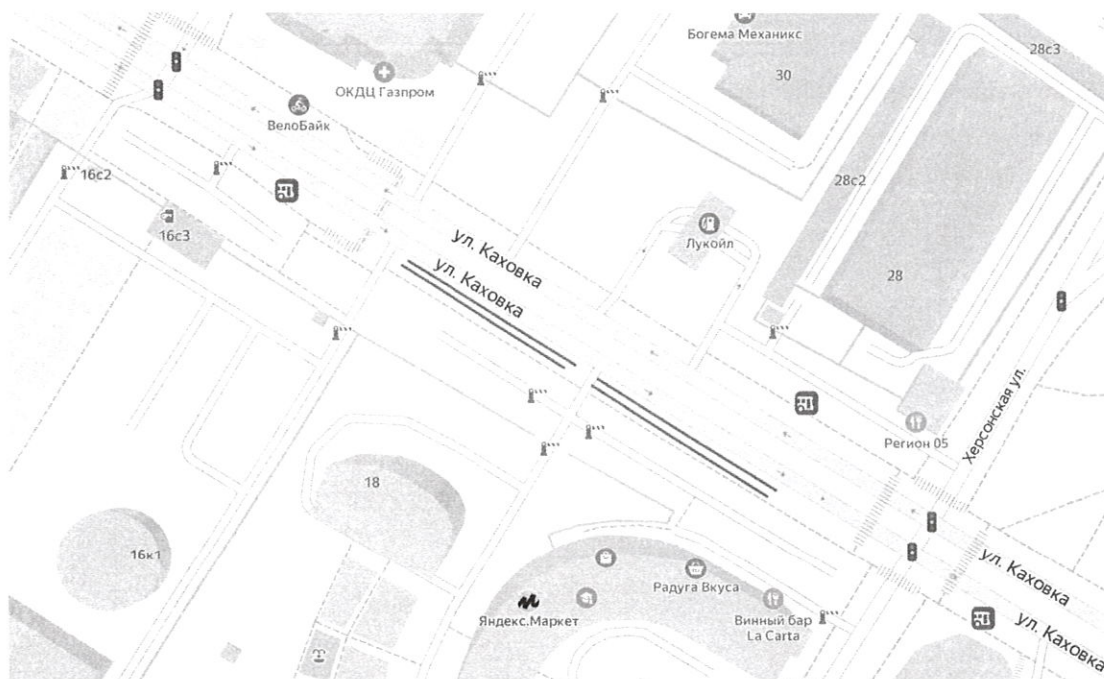 Богема Механикс
30
28с3
ОКДЦ Газпром
ВелоБайк
16с2
28с2
16с3
Лукойл
ул. Каховка
ул. Каховка
28
Херсонская ул.
Регион 05
18
16к1
Радуга Вкуса
Яндекс.Маркет
Винный бар
La Carta
ул. Каховка
ул. Каховка